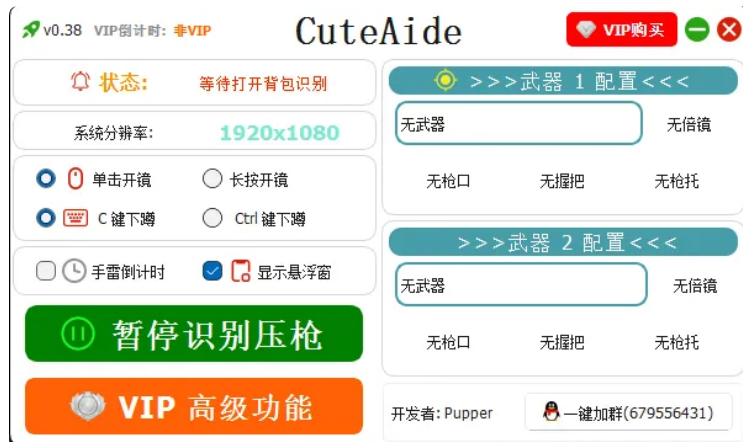 v0.38 VIP倒计时: 非VIP
CuteAide
VIP购买
状态: 等待打开背包识别
系统分辨率: 1920x1080
单击开镜 长按开镜
C 键下蹲 Ctrl 键下蹲
手雷倒计时 显示悬浮窗
暂停识别压枪
VIP 高级功能
>>>武器 1 配置<<<
无武器 无倍镜
无枪口 无握把 无枪托
>>>武器 2 配置<<<
无武器 无倍镜
无枪口 无握把 无枪托
开发者: Pupper 一键加群(679556431)